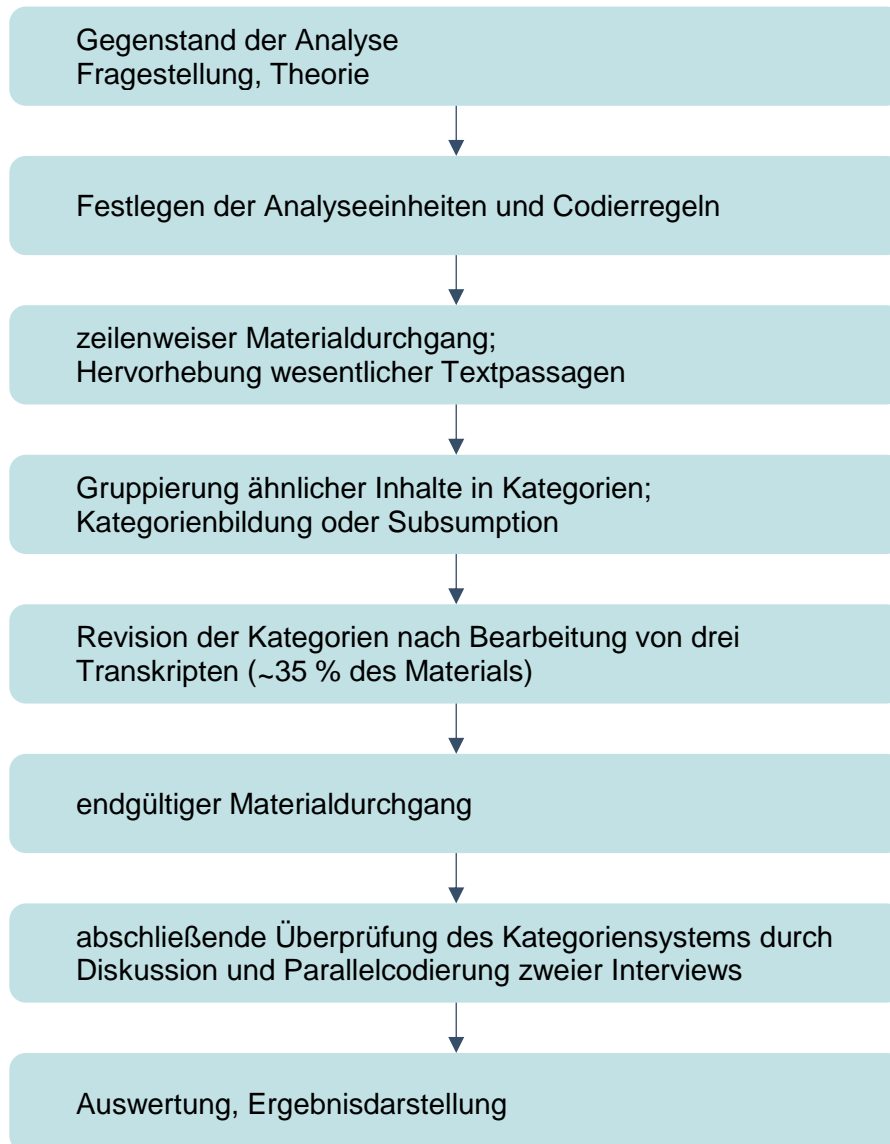 Gegenstand der Analyse
Fragestellung, Theorie
Festlegen der Analyseeinheiten und Codierregeln
zeilenweiser Materialdurchgang;
Hervorhebung wesentlicher Textpassagen
Gruppierung ähnlicher Inhalte in Kategorien;
Kategorienbildung oder Subsumption
Revision der Kategorien nach Bearbeitung von drei
Transkripten (~35 % des Materials)
endgültiger Materialdurchgang
abschließende Überprüfung des Kategoriensystems durch
Diskussion und Parallelcodierung zweier Interviews
Auswertung, Ergebnisdarstellung